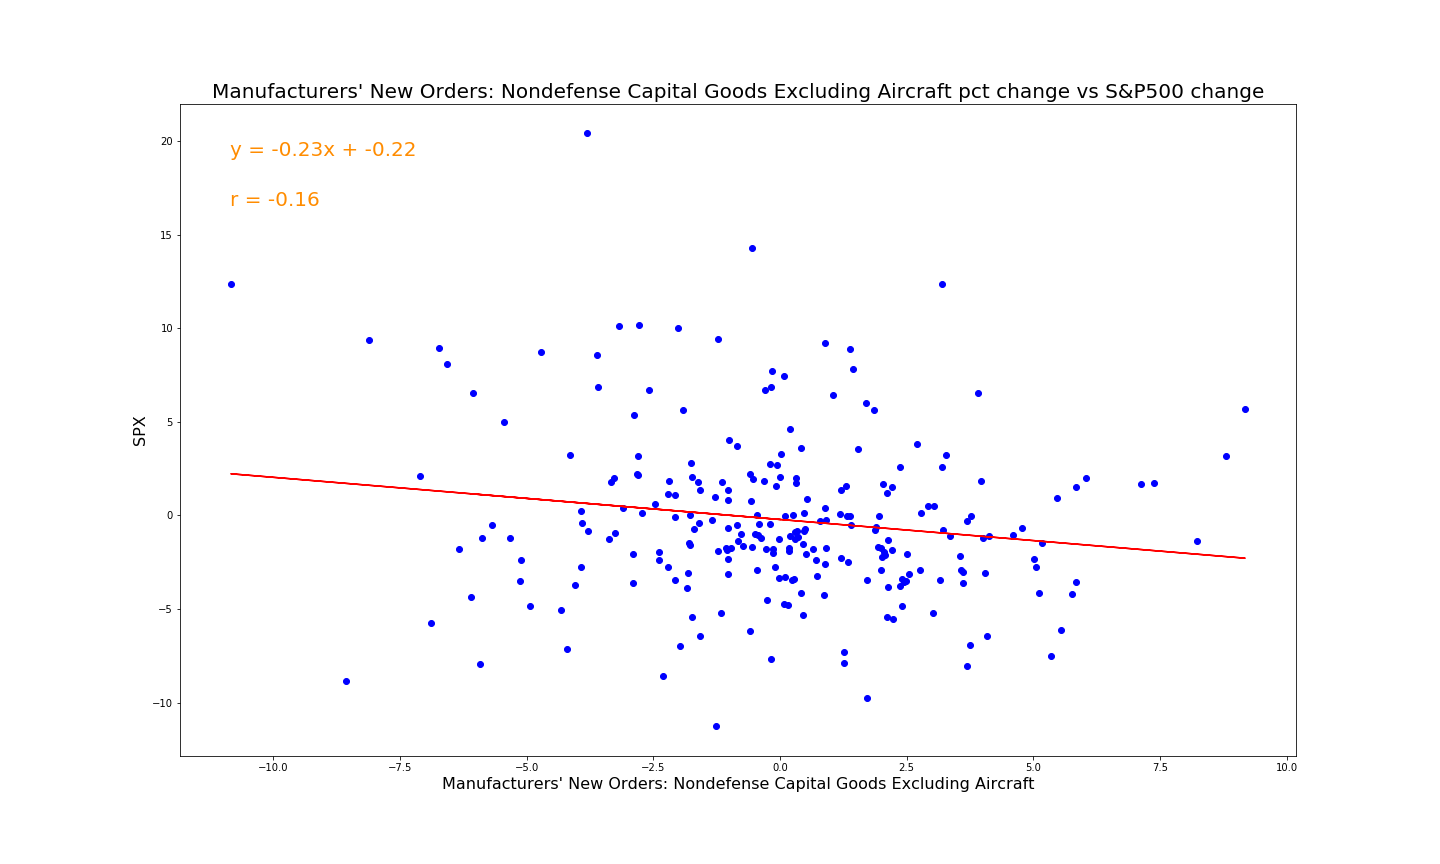 Manufacturers' New Orders: Nondefense Capital Goods Excluding Aircraft pct change vs S&P500 change
y = -0.23x + -0.22
r = -0.16
20
15
10
5
0
−5
−10
SPX
−10.0 −7.5 −5.0 −2.5 0.0 2.5 5.0 7.5 10.0
Manufacturers' New Orders: Nondefense Capital Goods Excluding Aircraft